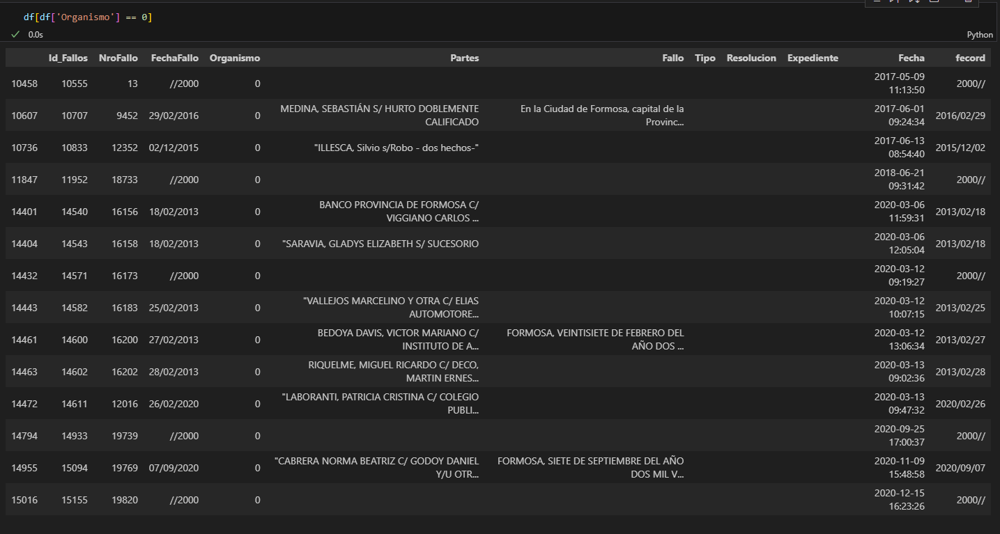 df[df['Organismo'] == 0]
0.0s
Python
Id_Fallos NroFallo FechaFallo Organismo Partes Fallo Tipo Resolucion Expediente Fecha fecord
10458 10555 13 //2000 0 2017-05-09 11:13:50 2000//
10607 10707 9452 29/02/2016 0 MEDINA, SEBASTIÁN S/ HURTO DOBLEMENTE CALIFICADO En la Ciudad de Formosa, capital de la Provinc... 2017-06-01 09:24:34 2016/02/29
10736 10833 12352 02/12/2015 0 "ILLESCA, Silvio s/Robo - dos hechos-" 2017-06-13 08:54:40 2015/12/02
11847 11952 18733 //2000 0 2018-06-21 09:31:42 2000//
14401 14540 16156 18/02/2013 0 BANCO PROVINCIA DE FORMOSA C/ VIGGIANO CARLOS ... 2020-03-06 11:59:31 2013/02/18
14404 14543 16158 18/02/2013 0 "SARAVIA, GLADYS ELIZABETH S/ SUCESORIO 2020-03-06 12:05:04 2013/02/18
14432 14571 16173 //2000 0 2020-03-12 09:19:27 2000//
14443 14582 16183 25/02/2013 0 "VALLEJOS MARCELINO Y OTRA C/ ELIAS AUTOMOTORE... 2020-03-12 10:07:15 2013/02/25
14461 14600 16200 27/02/2013 0 BEDOYA DAVIS, VICTOR MARIANO C/ INSTITUTO DE A... FORMOSA, VEINTISIETE DE FEBRERO DEL AÑO DOS ... 2020-03-12 13:06:34 2013/02/27
14463 14602 16202 28/02/2013 0 RIQUELME, MIGUEL RICARDO C/ DECO, MARTIN ERNES... 2020-03-13 09:02:36 2013/02/28
14472 14611 12016 26/02/2020 0 "LABORANTI, PATRICIA CRISTINA C/ COLEGIO PUBLI... 2020-03-13 09:47:32 2020/02/26
14794 14933 19739 //2000 0 2020-09-25 17:00:37 2000//
14955 15094 19769 07/09/2020 0 "CABRERA NORMA BEATRIZ C/ GODOY DANIEL Y/U OTR... FORMOSA, SIETE DE SEPTIEMBRE DEL AÑO DOS MIL V... 2020-11-09 15:48:58 2020/09/07
15016 15155 19820 //2000 0 2020-12-15 16:23:26 2000//